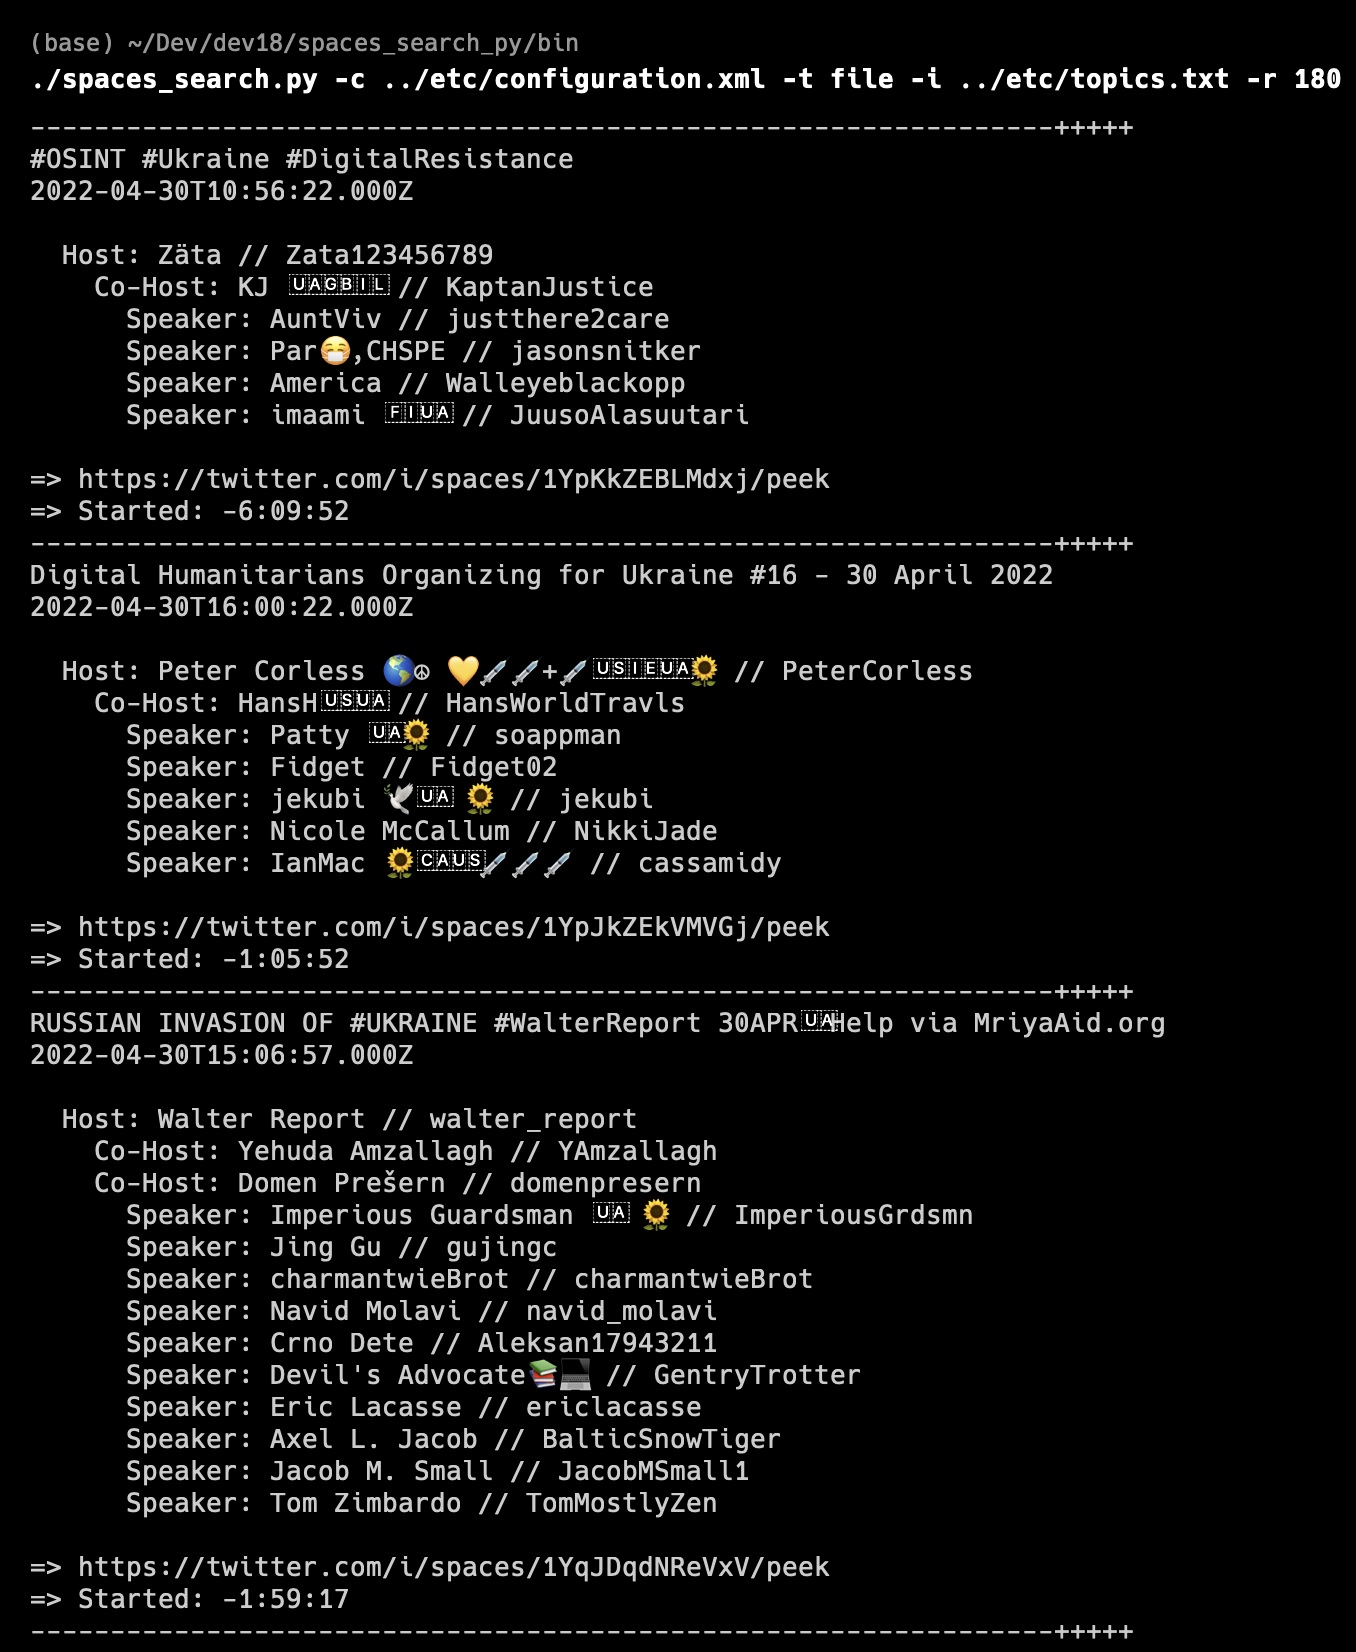 (base) ~/Dev/dev18/spaces_search_py/bin
./spaces_search.py -c ../etc/configuration.xml -t file -i ../etc/topics.txt -r 180
----------------------------------------------------------------+++++
#OSINT #Ukraine #DigitalResistance
2022-04-30T10:56:22.000Z
Host: Zäta // Zata123456789
Co-Host: KJ 🇺🇦🇬🇧🇮🇱 // KaptanJustice
Speaker: AuntViv // justthere2care
Speaker: Par😷,CHSPE // jasonsnitker
Speaker: America // Walleyeblackopp
Speaker: imaami 🇫🇮🇺🇦 // JuusoAlasuutari
=> https://twitter.com/i/spaces/1YpKkZEBLMdxj/peek
=> Started: -6:09:52
----------------------------------------------------------------+++++
Digital Humanitarians Organizing for Ukraine #16 - 30 April 2022
2022-04-30T16:00:22.000Z
Host: Peter Corless 🌎☮ 💛💉💉+💉🇺🇸🇮🇪🇺🇦🌻 // PeterCorless
Co-Host: HansH🇺🇸🇺🇦 // HansWorldTravls
Speaker: Patty 🇺🇦🌻 // soappman
Speaker: Fidget // Fidget02
Speaker: jekubi 🕊🇺🇦 🌻 // jekubi
Speaker: Nicole McCallum // NikkiJade
Speaker: IanMac 🌻🇨🇦🇺🇸💉💉💉 // cassamidy
=> https://twitter.com/i/spaces/1YpJkZEkVMVGj/peek
=> Started: -1:05:52
----------------------------------------------------------------+++++
RUSSIAN INVASION OF #UKRAINE #WalterReport 30APR🇺🇦Help via MriyaAid.org
2022-04-30T15:06:57.000Z
Host: Walter Report // walter_report
Co-Host: Yehuda Amzallagh // YAmzallagh
Co-Host: Domen Prešern // domenpresern
Speaker: Imperious Guardsman 🇺🇦 🌻 // ImperiousGrdsmn
Speaker: Jing Gu // gujingc
Speaker: charmantwieBrot // charmantwieBrot
Speaker: Navid Molavi // navid_molavi
Speaker: Crno Dete // Aleksan17943211
Speaker: Devil's Advocate📚💻 // GentryTrotter
Speaker: Eric Lacasse // ericlacasse
Speaker: Axel L. Jacob // BalticSnowTiger
Speaker: Jacob M. Small // JacobMSmall1
Speaker: Tom Zimbardo // TomMostlyZen
=> https://twitter.com/i/spaces/1YqJDqdNReVxV/peek
=> Started: -1:59:17
----------------------------------------------------------------+++++